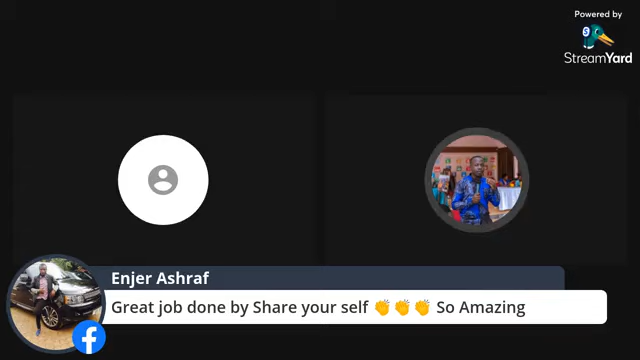 Powered by
StreamYard
Enjer Ashraf
Great job done by Share your self 👏👏👏 So Amazing